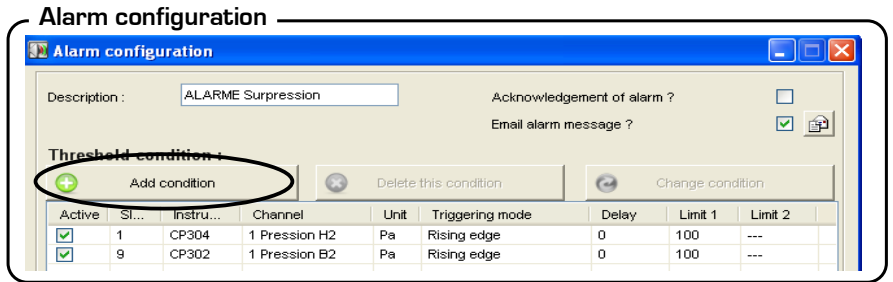 Alarm configuration
Alarm configuration
Description : ALARME Surpression Acknowledgement of alarm ?
Email alarm message ?
Threshold condition :
Add condition Delete this condition Change condition
Active Sl... Instru... Channel Unit Triggering mode Delay Limit 1 Limit 2
1 CP304 1 Pression H2 Pa Rising edge 0 100 ---
9 CP302 1 Pression B2 Pa Rising edge 0 100 ---